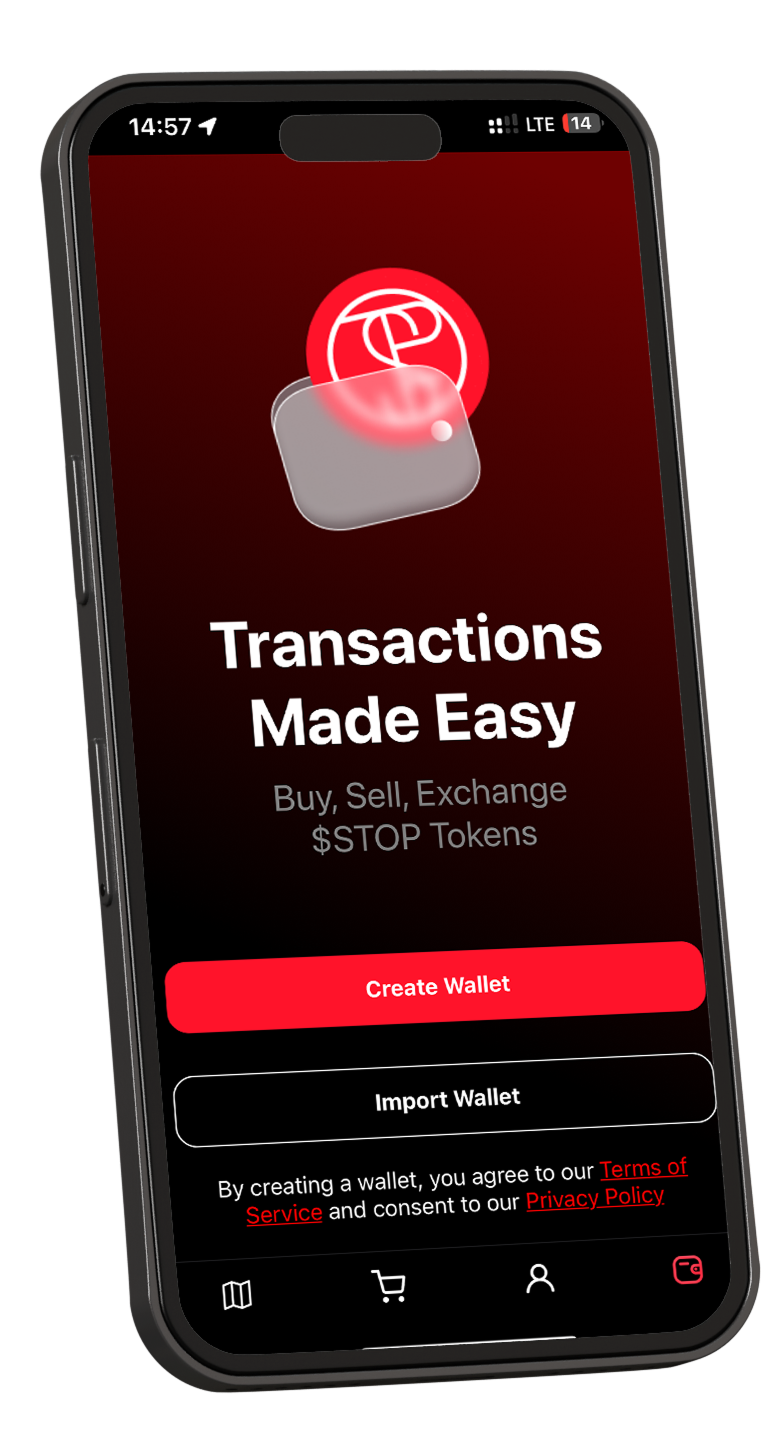 14:57 LTE 14
Transactions
Made Easy
Buy, Sell, Exchange
$STOP Tokens
Create Wallet
Import Wallet
By creating a wallet, you agree to our Terms of
Service and consent to our Privacy Policy